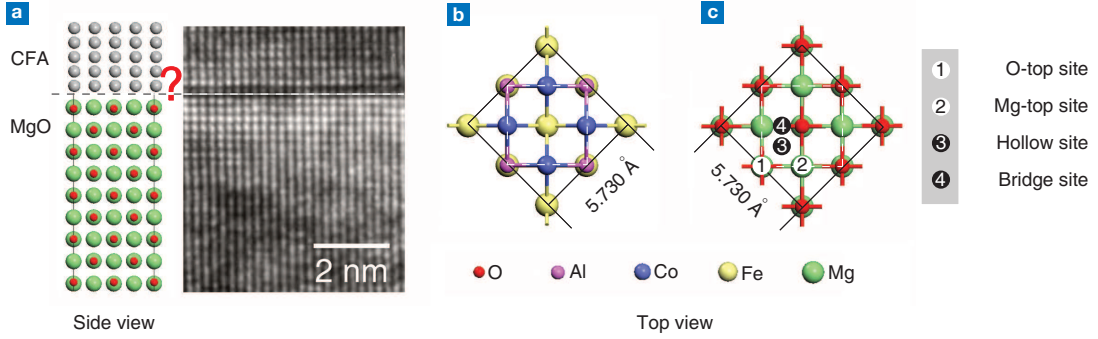 a
CFA
MgO
?
2 nm
Side view
b
5.730 Å
c
4
3
1
2
5.730 Å
1 O-top site
2 Mg-top site
3 Hollow site
4 Bridge site
O Al Co Fe Mg
Top view